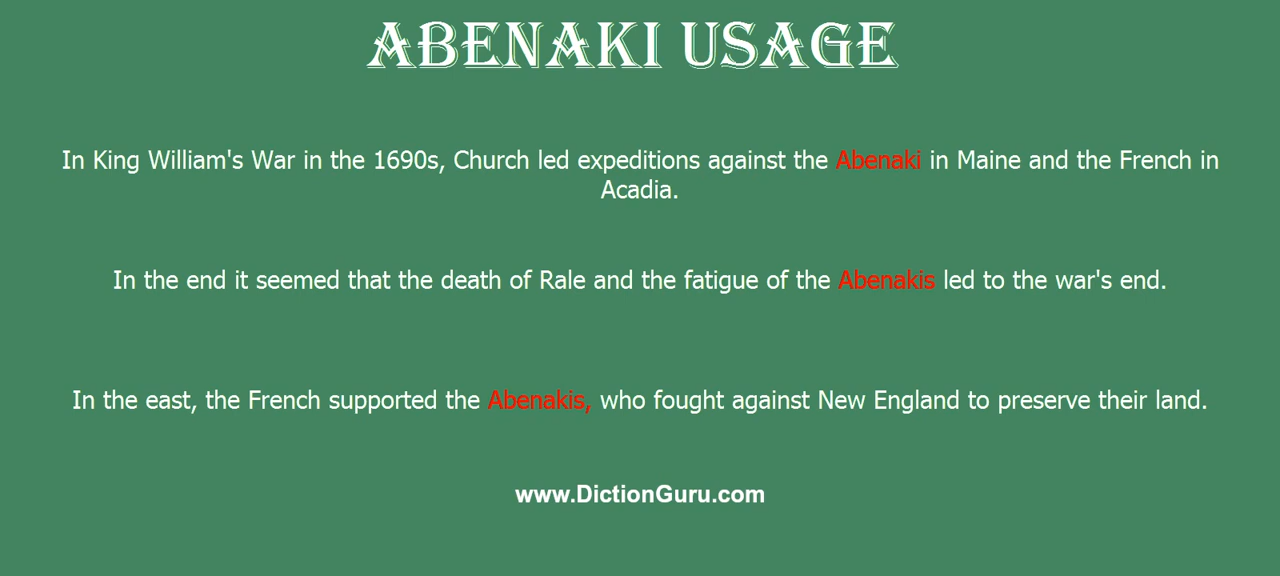 ABENAKI USAGE
In King William's War in the 1690s, Church led expeditions against the Abenaki in Maine and the French in
Acadia.
In the end it seemed that the death of Rale and the fatigue of the Abenakis led to the war's end.
In the east, the French supported the Abenakis, who fought against New England to preserve their land.
www.DictionGuru.com